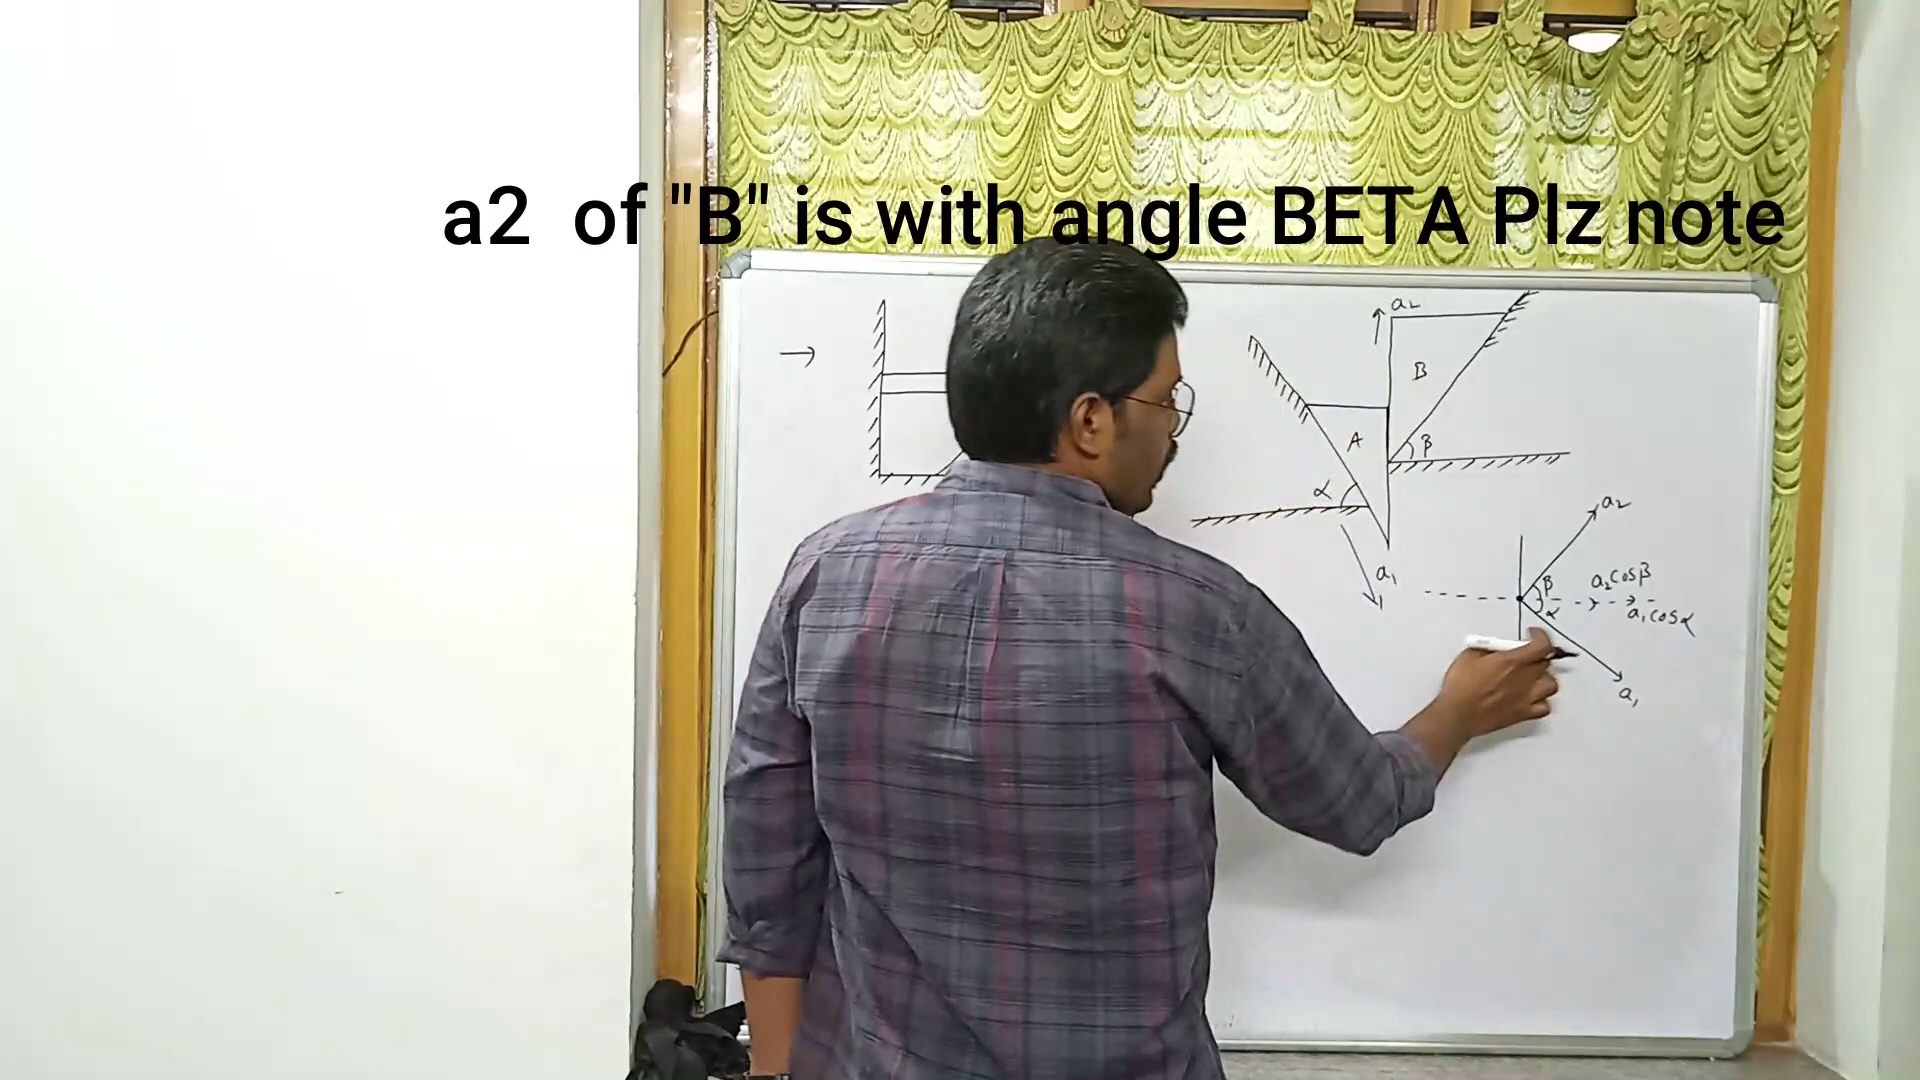 a2 of "B" is with angle BETA Plz note
a₂
B
A
β
α
a₂
a₁
β
a₂cosβ
α
a₁cosα
a₁